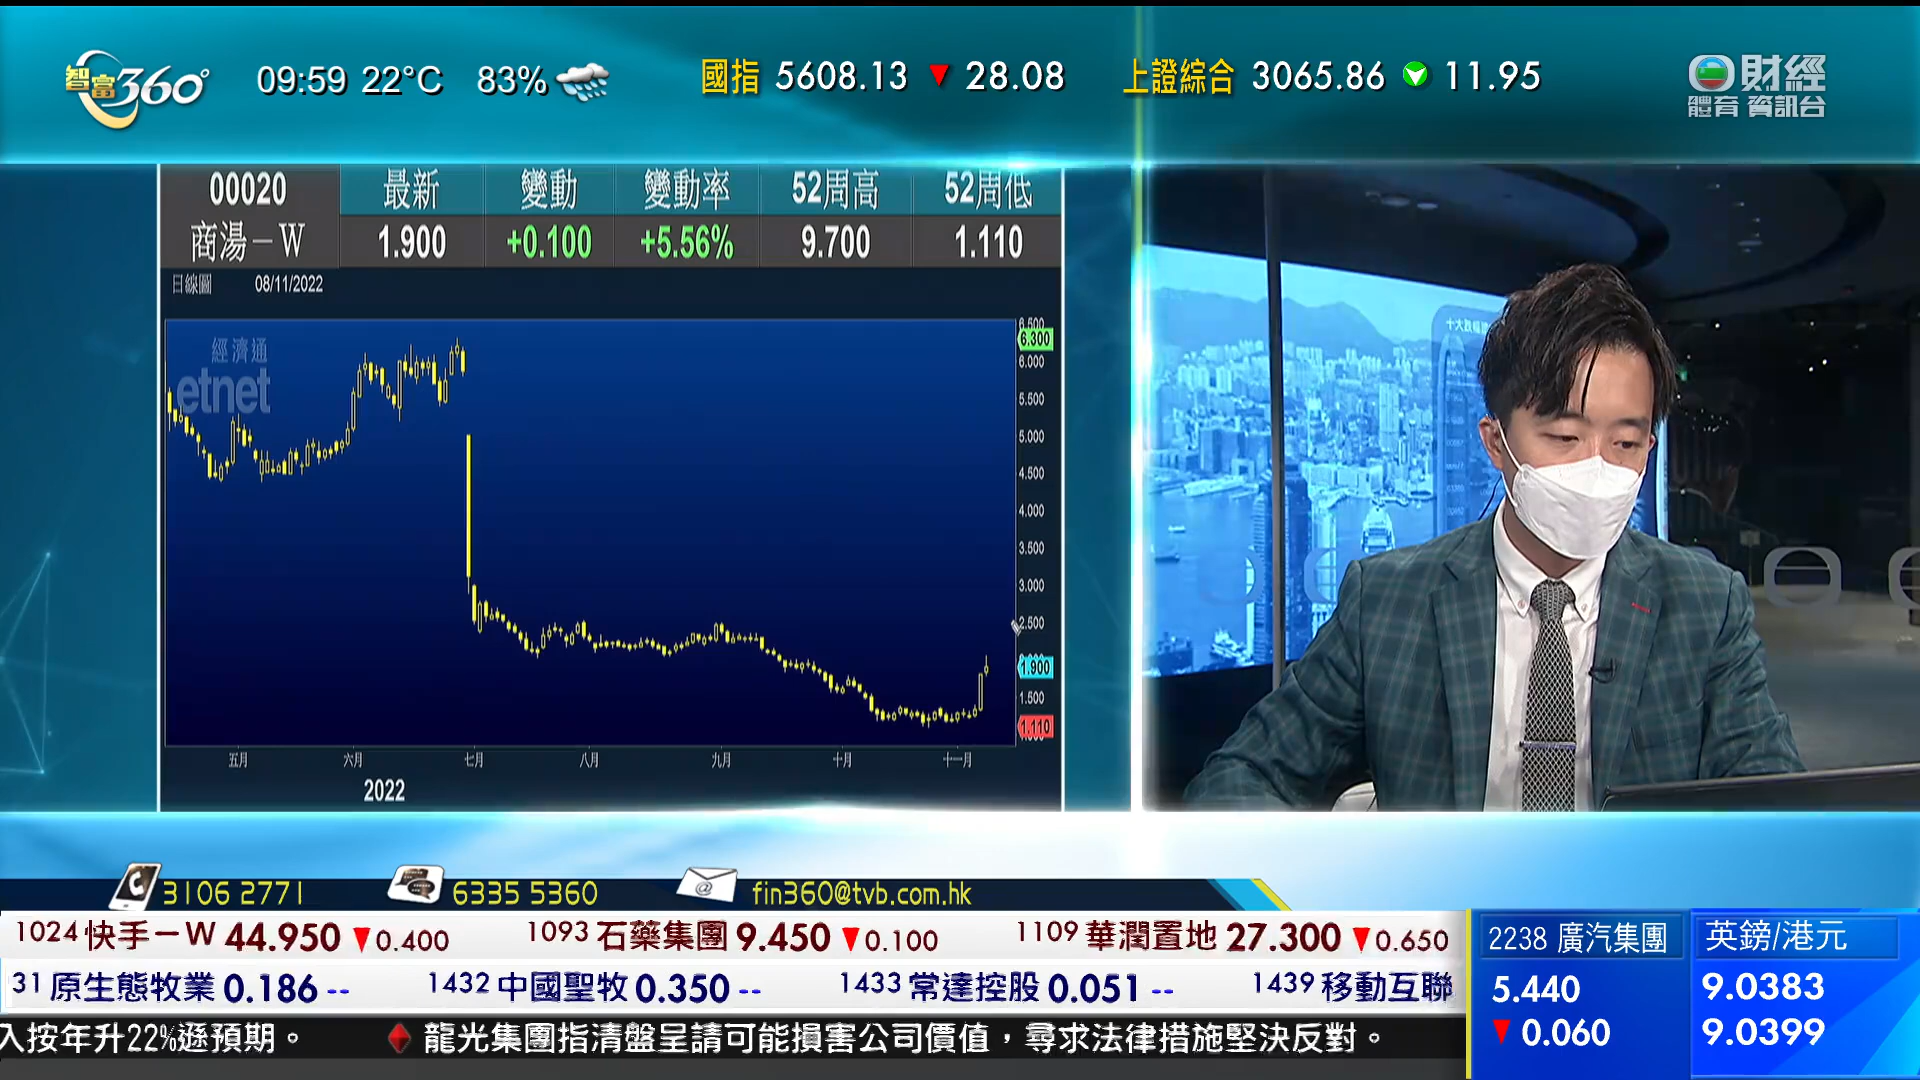 智富360°
09:59 22°C 83%
國指 5608.13 ▼ 28.08
上證綜合 3065.86 11.95
財經
體育 資訊台
00020 最新 變動 變動率 52周高 52周低
商湯－W 1.900 +0.100 +5.56% 9.700 1.110
日線圖 08/11/2022
經濟通
etnet
6.500
6.300
6.000
5.500
5.000
4.500
4.000
3.500
3.000
2.500
1.900
1.500
1.110
五月 六月 七月 八月 九月 十月 十一月
2022
十大跌幅
3106 2771
6335 5360
fin360@tvb.com.hk
1024 快手－W 44.950 ▼0.400 1093 石藥集團 9.450 ▼0.100 1109 華潤置地 27.300 ▼0.650
31 原生態牧業 0.186 -- 1432 中國聖牧 0.350 -- 1433 常達控股 0.051 -- 1439 移動互聯
入按年升22%遜預期。 ◆ 龍光集團指清盤呈請可能損害公司價值，尋求法律措施堅決反對。
2238 廣汽集團
5.440
▼ 0.060
英鎊/港元
9.0383
9.0399